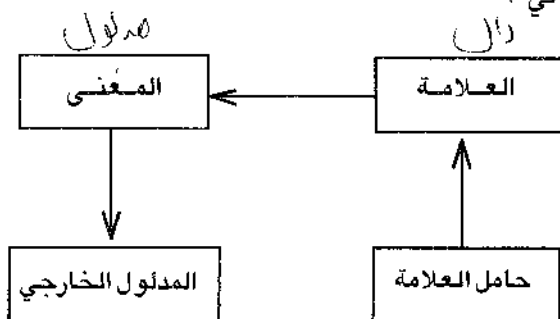 دال
مدلول
العلامة
المعنى
حامل العلامة
المدلول الخارجي